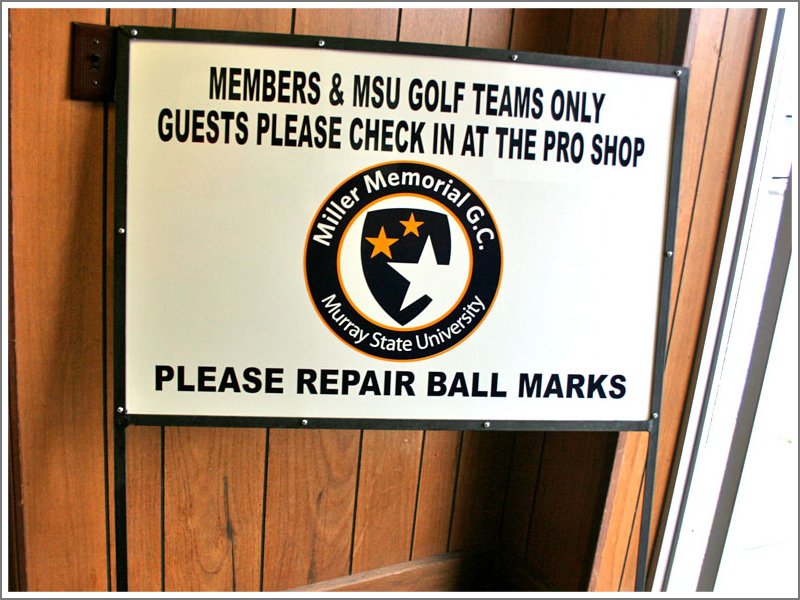 MEMBERS & MSU GOLF TEAMS ONLY
GUESTS PLEASE CHECK IN AT THE PRO SHOP
Miller Memorial G.C.
Murray State University
PLEASE REPAIR BALL MARKS